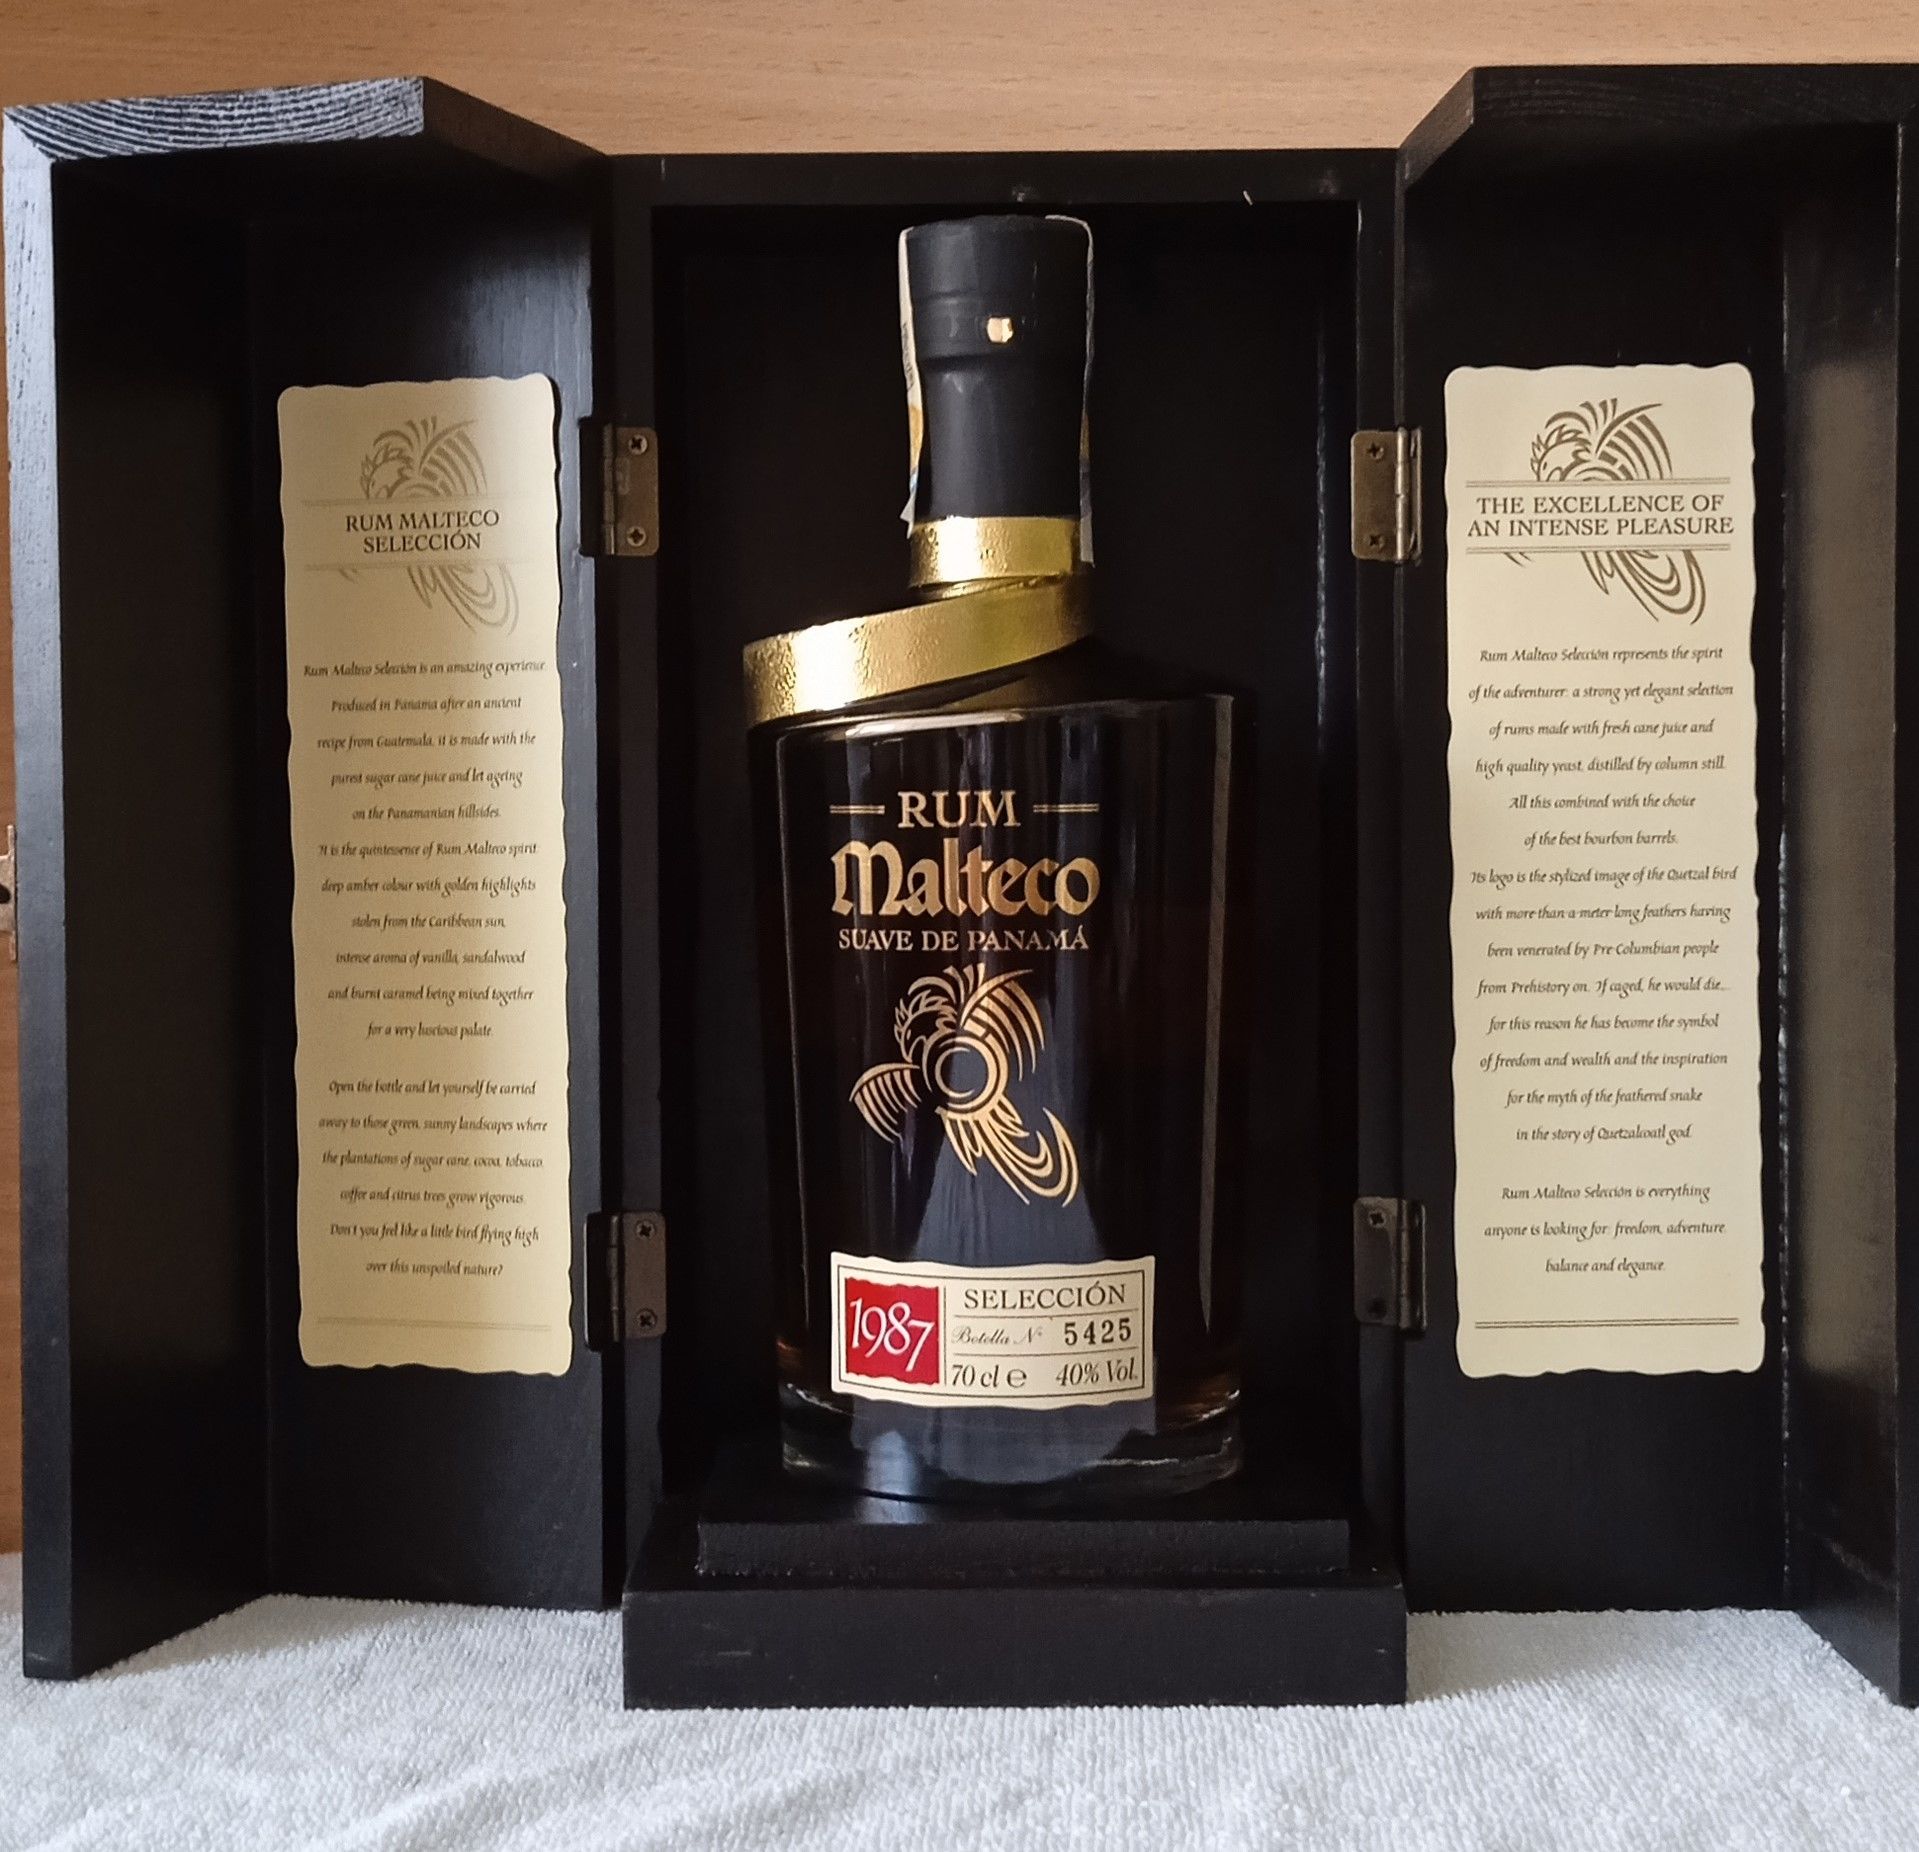 RUM MALTECO
SELECCIÓN
Rum Malteco Selección is an amazing experience
Produced in Panama after an ancient
recipe from Guatemala, it is made with the
purest sugar cane juice and let ageing
on the Panamanian hillsides.
It is the quintessence of Rum Malteco spirit:
deep amber colour with golden highlights
stolen from the Caribbean sun,
intense aroma of vanilla, sandalwood
and burnt caramel being mixed together
for a very luscious palate.
Open the bottle and let yourself be carried
away to those green, sunny landscapes where
the plantations of sugar cane, cocoa, tobacco,
coffee and citrus trees grow vigorous.
Don't you feel like a little bird flying high
over this unspoiled nature?
RUM
Malteco
SUAVE DE PANAMÁ
1987
SELECCIÓN
Botella Nº 5425
70 cl e 40% Vol.
THE EXCELLENCE OF
AN INTENSE PLEASURE
Rum Malteco Selección represents the spirit
of the adventurer: a strong yet elegant selection
of rums made with fresh cane juice and
high quality yeast, distilled by column still.
All this combined with the choice
of the best bourbon barrels.
Its logo is the stylized image of the Quetzal bird
with more-than-a-meter-long feathers having
been venerated by Pre-Columbian people
from Prehistory on. If caged, he would die...
for this reason he has become the symbol
of freedom and wealth and the inspiration
for the myth of the feathered snake
in the story of Quetzalcoatl god.
Rum Malteco Selección is everything
anyone is looking for: freedom, adventure,
balance and elegance.